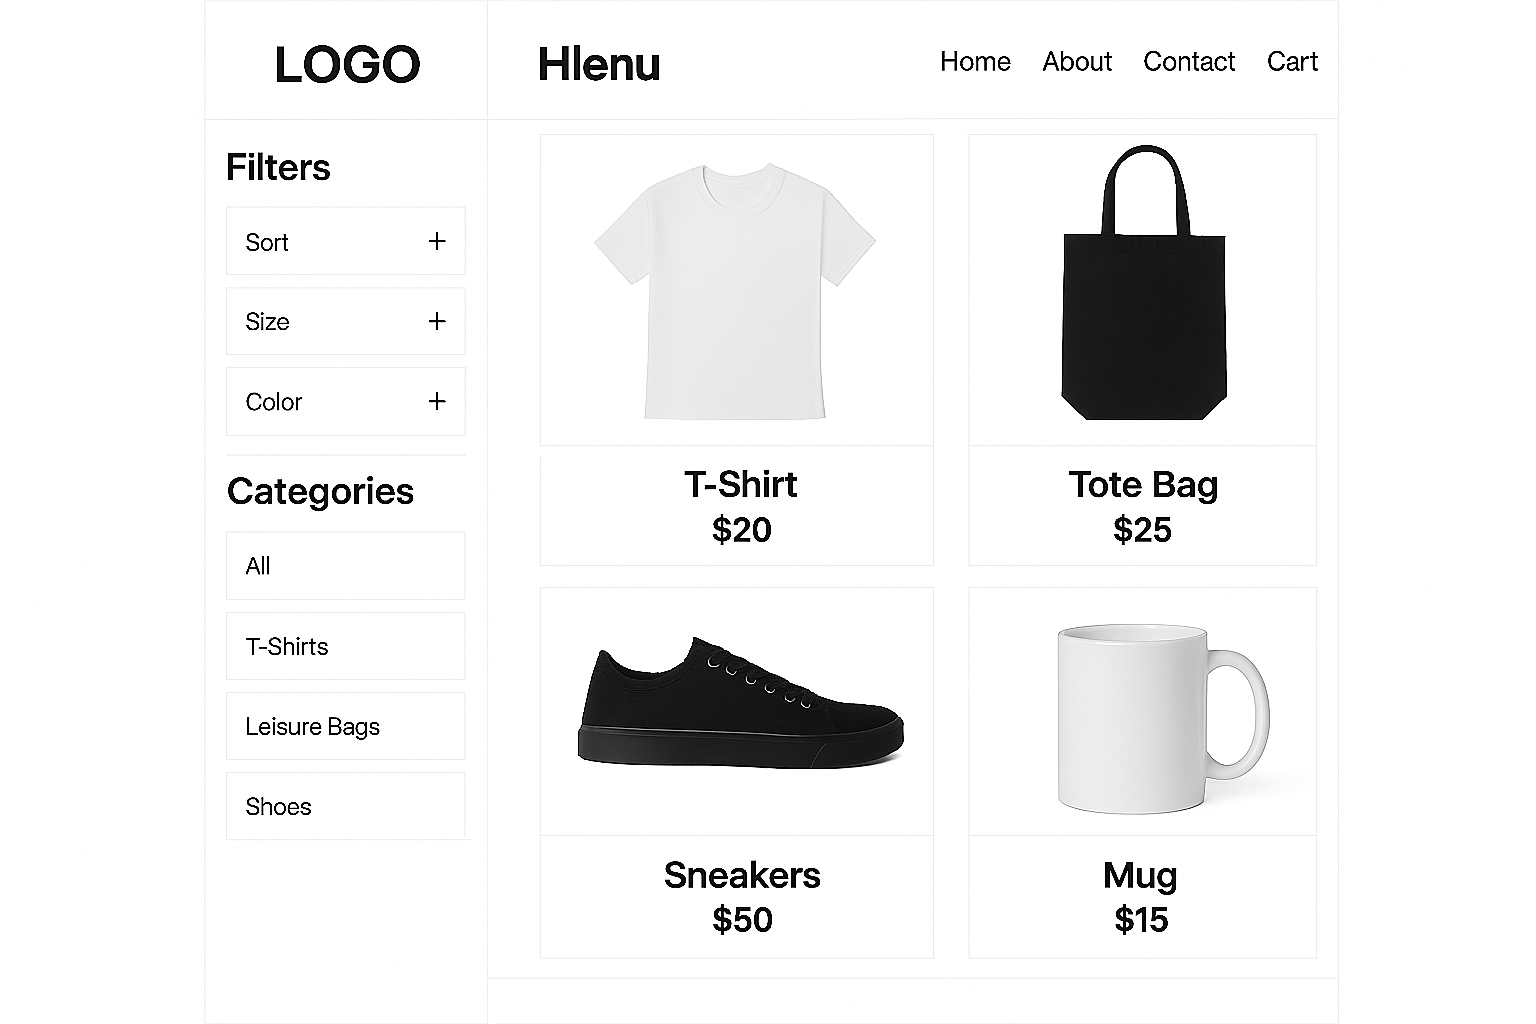 LOGO
Hlenu
Home About Contact Cart
Filters
Sort +
Size +
Color +
Categories
All
T-Shirts
Leisure Bags
Shoes
T-Shirt
$20
Tote Bag
$25
Sneakers
$50
Mug
$15